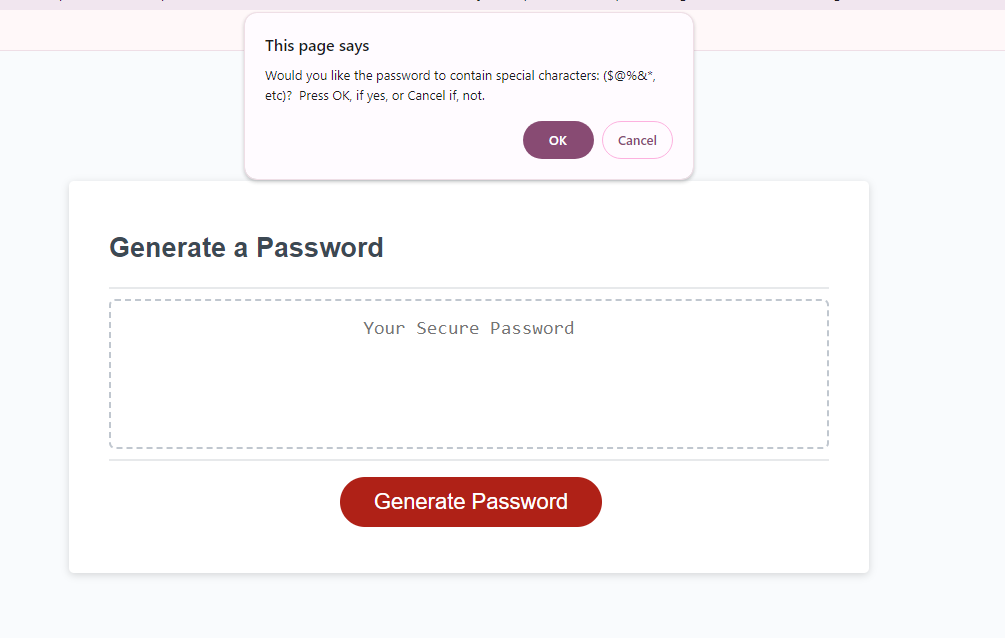 This page says
Would you like the password to contain special characters: ($@%&*,
etc)?  Press OK, if yes, or Cancel if, not.
OK
Cancel
Generate a Password
Your Secure Password
Generate Password